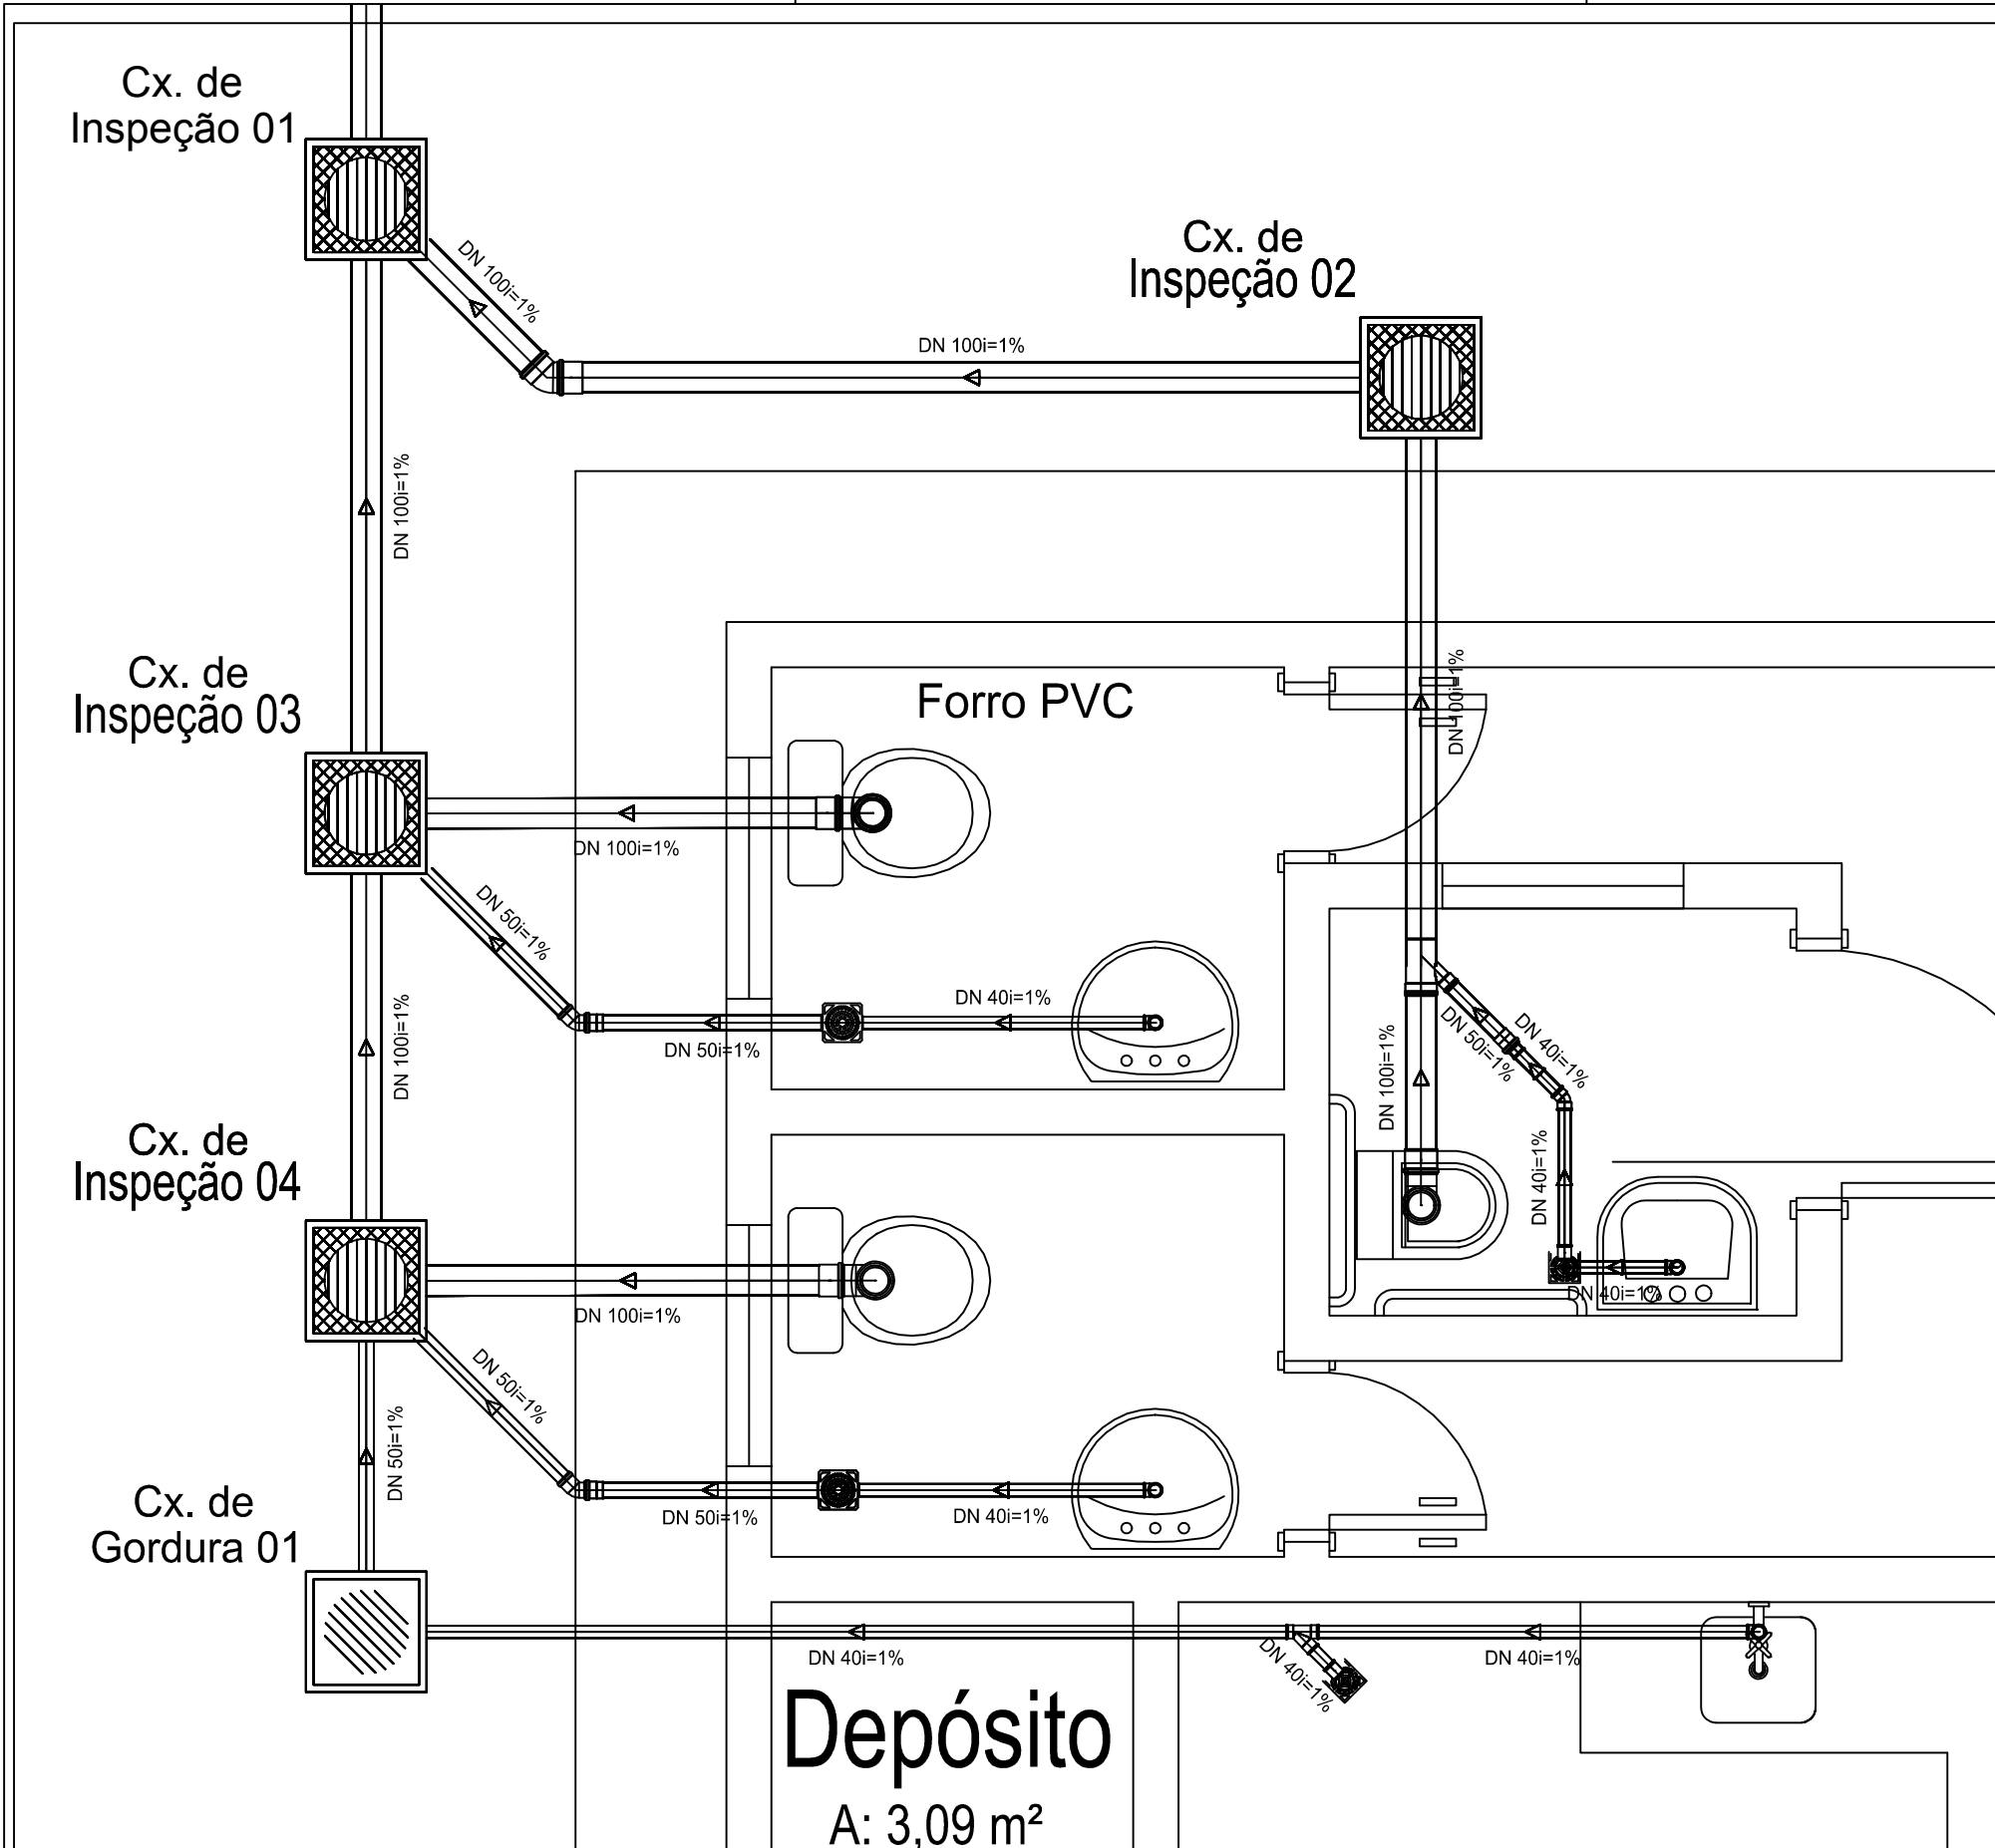 Cx. de
Inspeção 01
DN 100i=1%
Cx. de
Inspeção 02
DN 100i=1%
DN 100i=1%
Cx. de
Inspeção 03
Forro PVC
DN 100i=1%
DN 100i=1%
DN 50i=1%
DN 40i=1%
DN 50i=1%
DN 100i=1%
DN 100i=1%
DN 50i=1%
DN 40i=1%
DN 40i=1%
DN 40i=1%
Cx. de
Inspeção 04
DN 100i=1%
DN 50i=1%
DN 50i=1%
DN 50i=1%
DN 40i=1%
Cx. de
Gordura 01
DN 40i=1%
DN 40i=1%
DN 40i=1%
Depósito
A: 3,09 m²